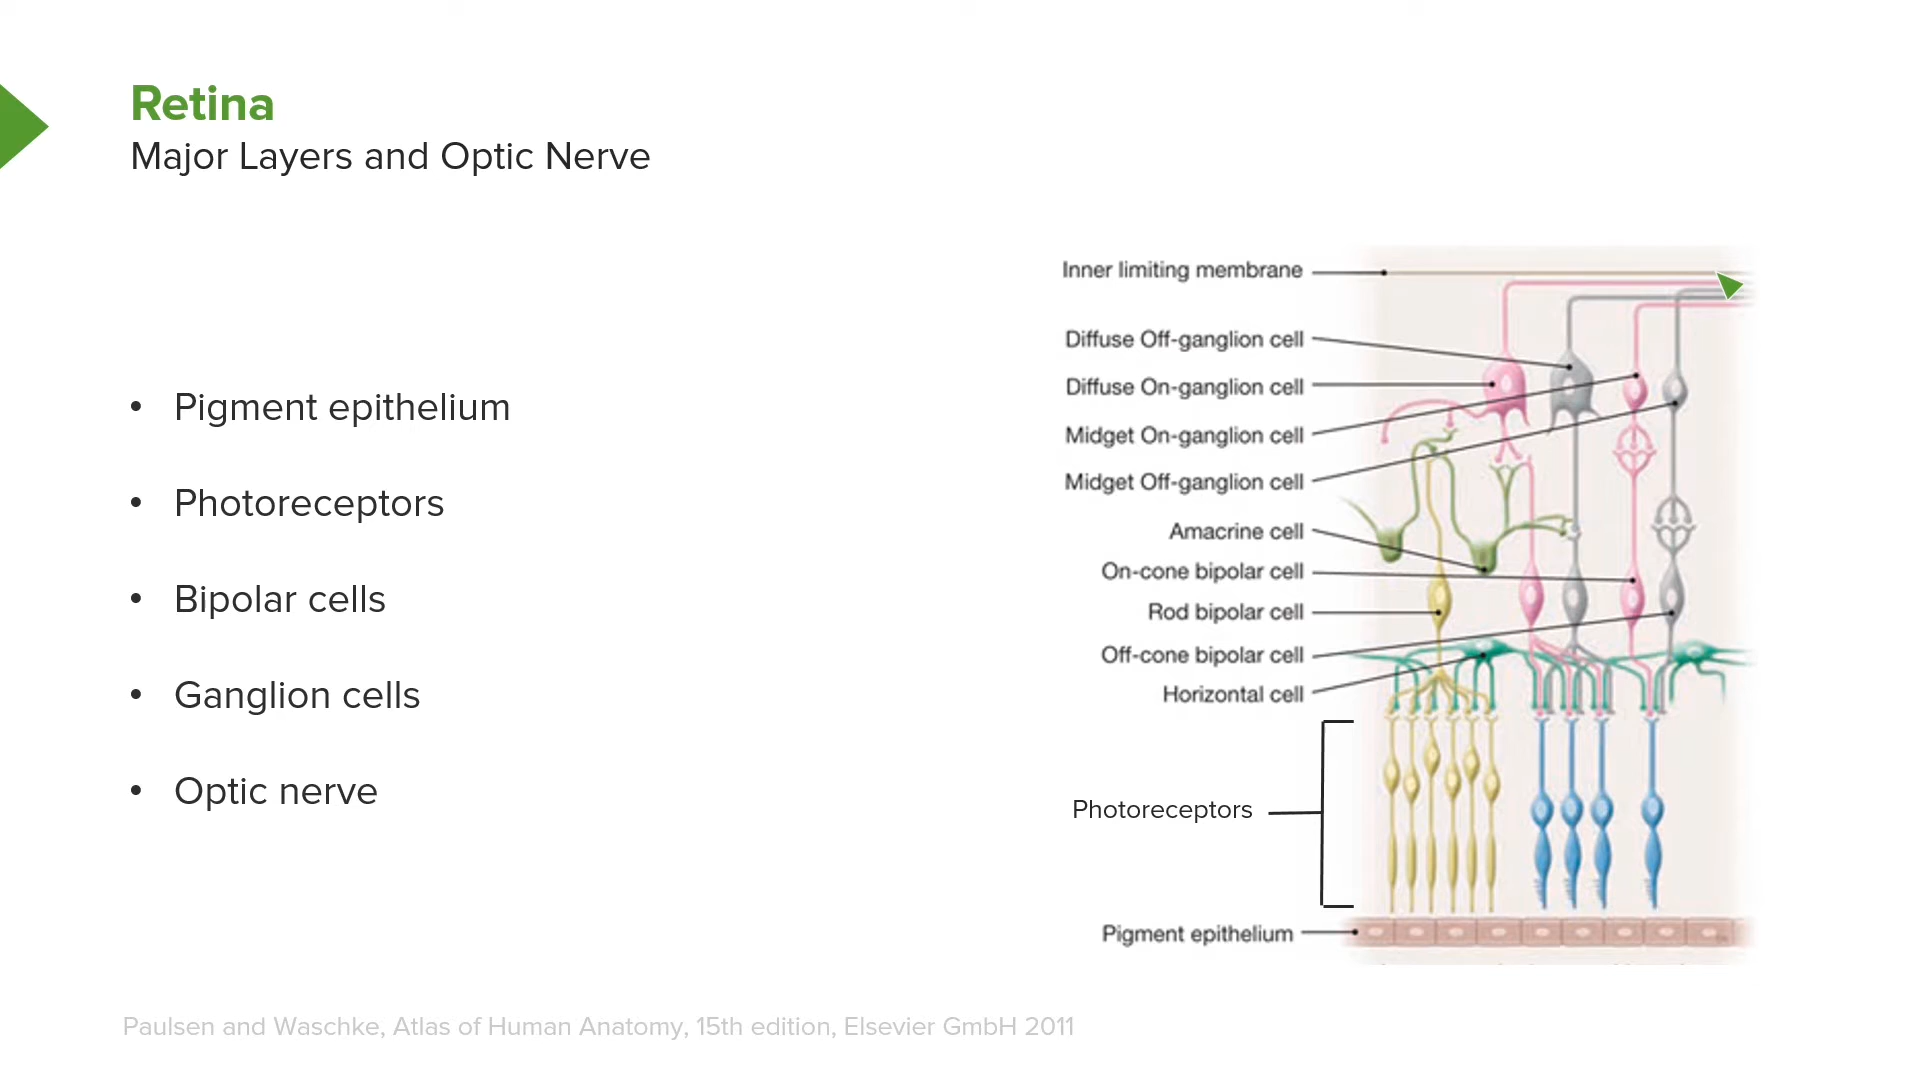 Retina
Major Layers and Optic Nerve
• Pigment epithelium
• Photoreceptors
• Bipolar cells
• Ganglion cells
• Optic nerve
Inner limiting membrane
Diffuse Off-ganglion cell
Diffuse On-ganglion cell
Midget On-ganglion cell
Midget Off-ganglion cell
Amacrine cell
On-cone bipolar cell
Rod bipolar cell
Off-cone bipolar cell
Horizontal cell
Photoreceptors
Pigment epithelium
Paulsen and Waschke, Atlas of Human Anatomy, 15th edition, Elsevier GmbH 2011